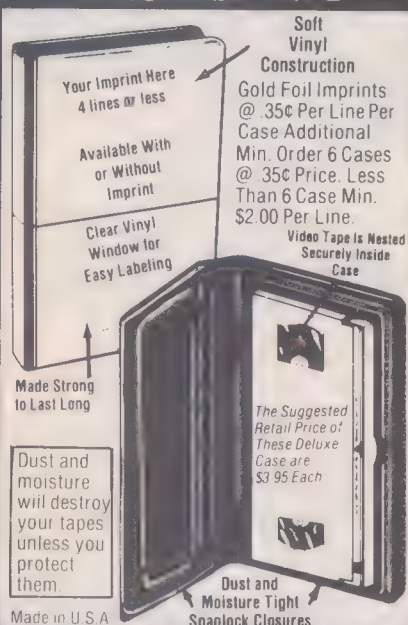 Soft
Vinyl
Construction
Your Imprint Here
4 lines or less
Available With
or Without
Imprint
Clear Vinyl
Window for
Easy Labeling
Gold Foil Imprints
@ .35¢ Per Line Per
Case Additional
Min. Order 6 Cases
@ .35¢ Price. Less
Than 6 Case Min.
$2.00 Per Line.
Video Tape Is Nested
Securely Inside
Case
Made Strong
to Last Long
The Suggested
Retail Price of
These Deluxe
Case are
$3 95 Each
Dust and
moisture
will destroy
your tapes
unless you
protect
them.
Made in U.S.A
Dust and
Moisture Tight
Snaplock Closures